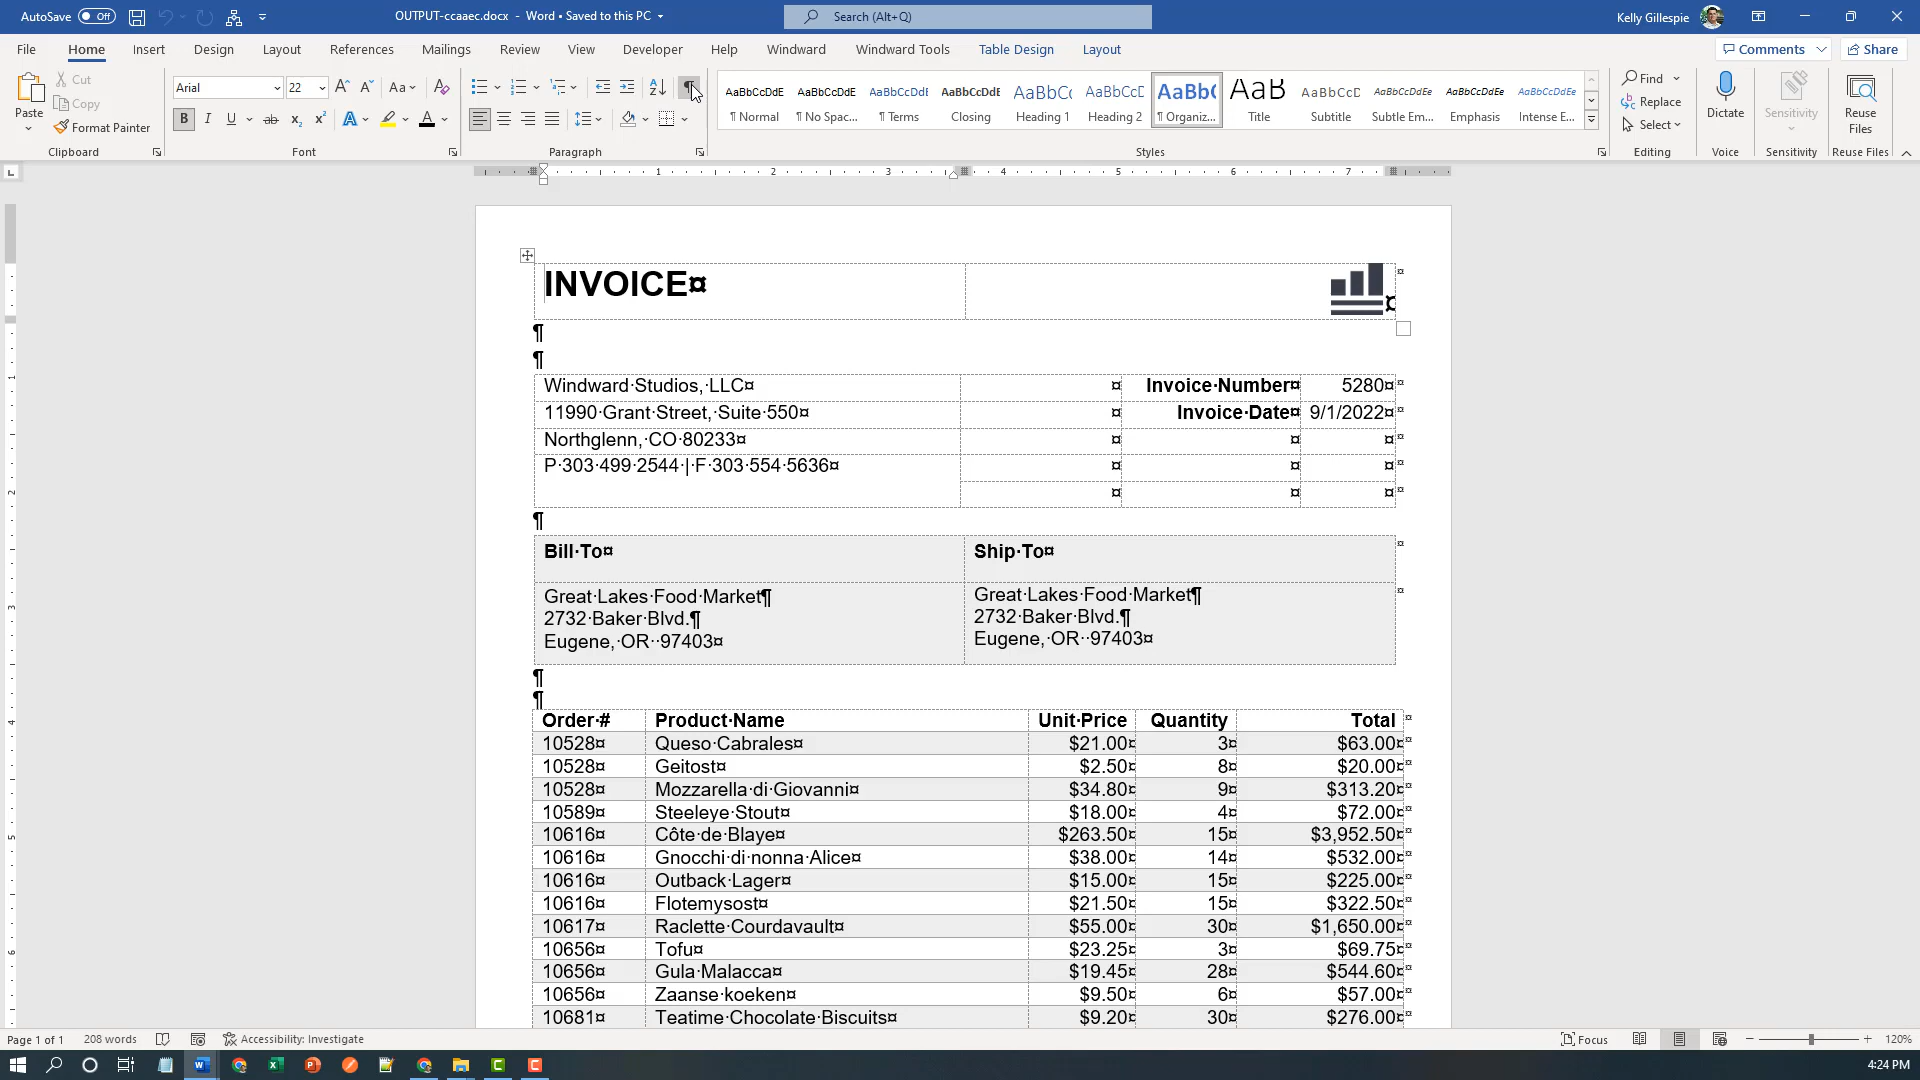 AutoSave Off OUTPUT-ccaaec.docx - Word • Saved to this PC Search (Alt+Q) Kelly Gillespie
File Home Insert Design Layout References Mailings Review View Developer Help Windward Windward Tools Table Design Layout Comments Share
Paste Cut Copy Format Painter
Clipboard
Arial 22 Aa
B I U ab x₂ x² A A
Font
Paragraph
AaBbCcDdE AaBbCcDdE AaBbCcDdE AaBbCcDdE AaBbCc AaBbCcC AaBb( AaB AaBbCcD AaBbCcDdEe AaBbCcDdEe AaBbCcDdEe
¶ Normal ¶ No Spac... ¶ Terms Closing Heading 1 Heading 2 ¶ Organiz... Title Subtitle Subtle Em... Emphasis Intense E...
Styles
Find
Replace
Select
Editing
Dictate
Voice
Sensitivity
Sensitivity
Reuse Files
Reuse Files
1 2 3 4 5 6 7
INVOICE¤
¤
¶
¶
Windward·Studios,·LLC¤ ¤ Invoice·Number¤ 5280¤
11990·Grant·Street,·Suite·550¤ ¤ Invoice·Date¤ 9/1/2022¤
Northglenn,·CO·80233¤ ¤ ¤ ¤
P·303·499·2544·|·F·303·554·5636¤ ¤ ¤ ¤
¤ ¤ ¤
¶
Bill·To¤ Ship·To¤
Great·Lakes·Food·Market¶ Great·Lakes·Food·Market¶
2732·Baker·Blvd.¶ 2732·Baker·Blvd.¶
Eugene,·OR··97403¤ Eugene,·OR··97403¤
¶
¶
Order·# Product·Name Unit·Price Quantity Total
10528¤ Queso·Cabrales¤ $21.00¤ 3¤ $63.00¤
10528¤ Geitost¤ $2.50¤ 8¤ $20.00¤
10528¤ Mozzarella·di·Giovanni¤ $34.80¤ 9¤ $313.20¤
10589¤ Steeleye·Stout¤ $18.00¤ 4¤ $72.00¤
10616¤ Côte·de·Blaye¤ $263.50¤ 15¤ $3,952.50¤
10616¤ Gnocchi·di·nonna·Alice¤ $38.00¤ 14¤ $532.00¤
10616¤ Outback·Lager¤ $15.00¤ 15¤ $225.00¤
10616¤ Flotemysost¤ $21.50¤ 15¤ $322.50¤
10617¤ Raclette·Courdavault¤ $55.00¤ 30¤ $1,650.00¤
10656¤ Tofu¤ $23.25¤ 3¤ $69.75¤
10656¤ Gula·Malacca¤ $19.45¤ 28¤ $544.60¤
10656¤ Zaanse·koeken¤ $9.50¤ 6¤ $57.00¤
10681¤ Teatime·Chocolate·Biscuits¤ $9.20¤ 30¤ $276.00¤
Page 1 of 1 208 words Accessibility: Investigate Focus 120%
4:24 PM